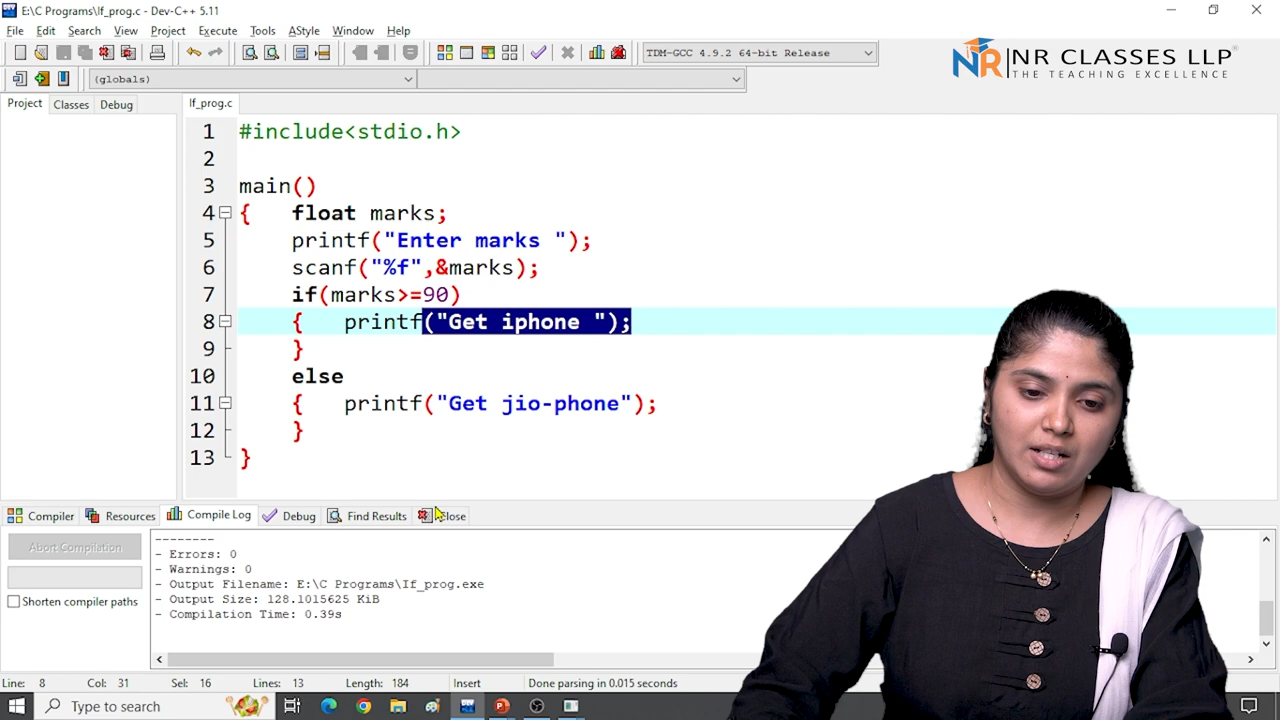 E:\C Programs\If_prog.c - Dev-C++ 5.11
File Edit Search View Project Execute Tools AStyle Window Help
TDM-GCC 4.9.2 64-bit Release
(globals)
NR CLASSES LLP®
THE TEACHING EXCELLENCE
Project Classes Debug
If_prog.c
1 #include<stdio.h>
2
3 main()
4 { float marks;
5 printf("Enter marks ");
6 scanf("%f",&marks);
7 if(marks>=90)
8 { printf("Get iphone ");
9 }
10 else
11 { printf("Get jio-phone");
12 }
13 }
Compiler Resources Compile Log Debug Find Results Close
Abort Compilation
Shorten compiler paths
--------
- Errors: 0
- Warnings: 0
- Output Filename: E:\C Programs\If_prog.exe
- Output Size: 128.1015625 KiB
- Compilation Time: 0.39s
Line: 8 Col: 31 Sel: 16 Lines: 13 Length: 184 Insert Done parsing in 0.015 seconds
Type to search